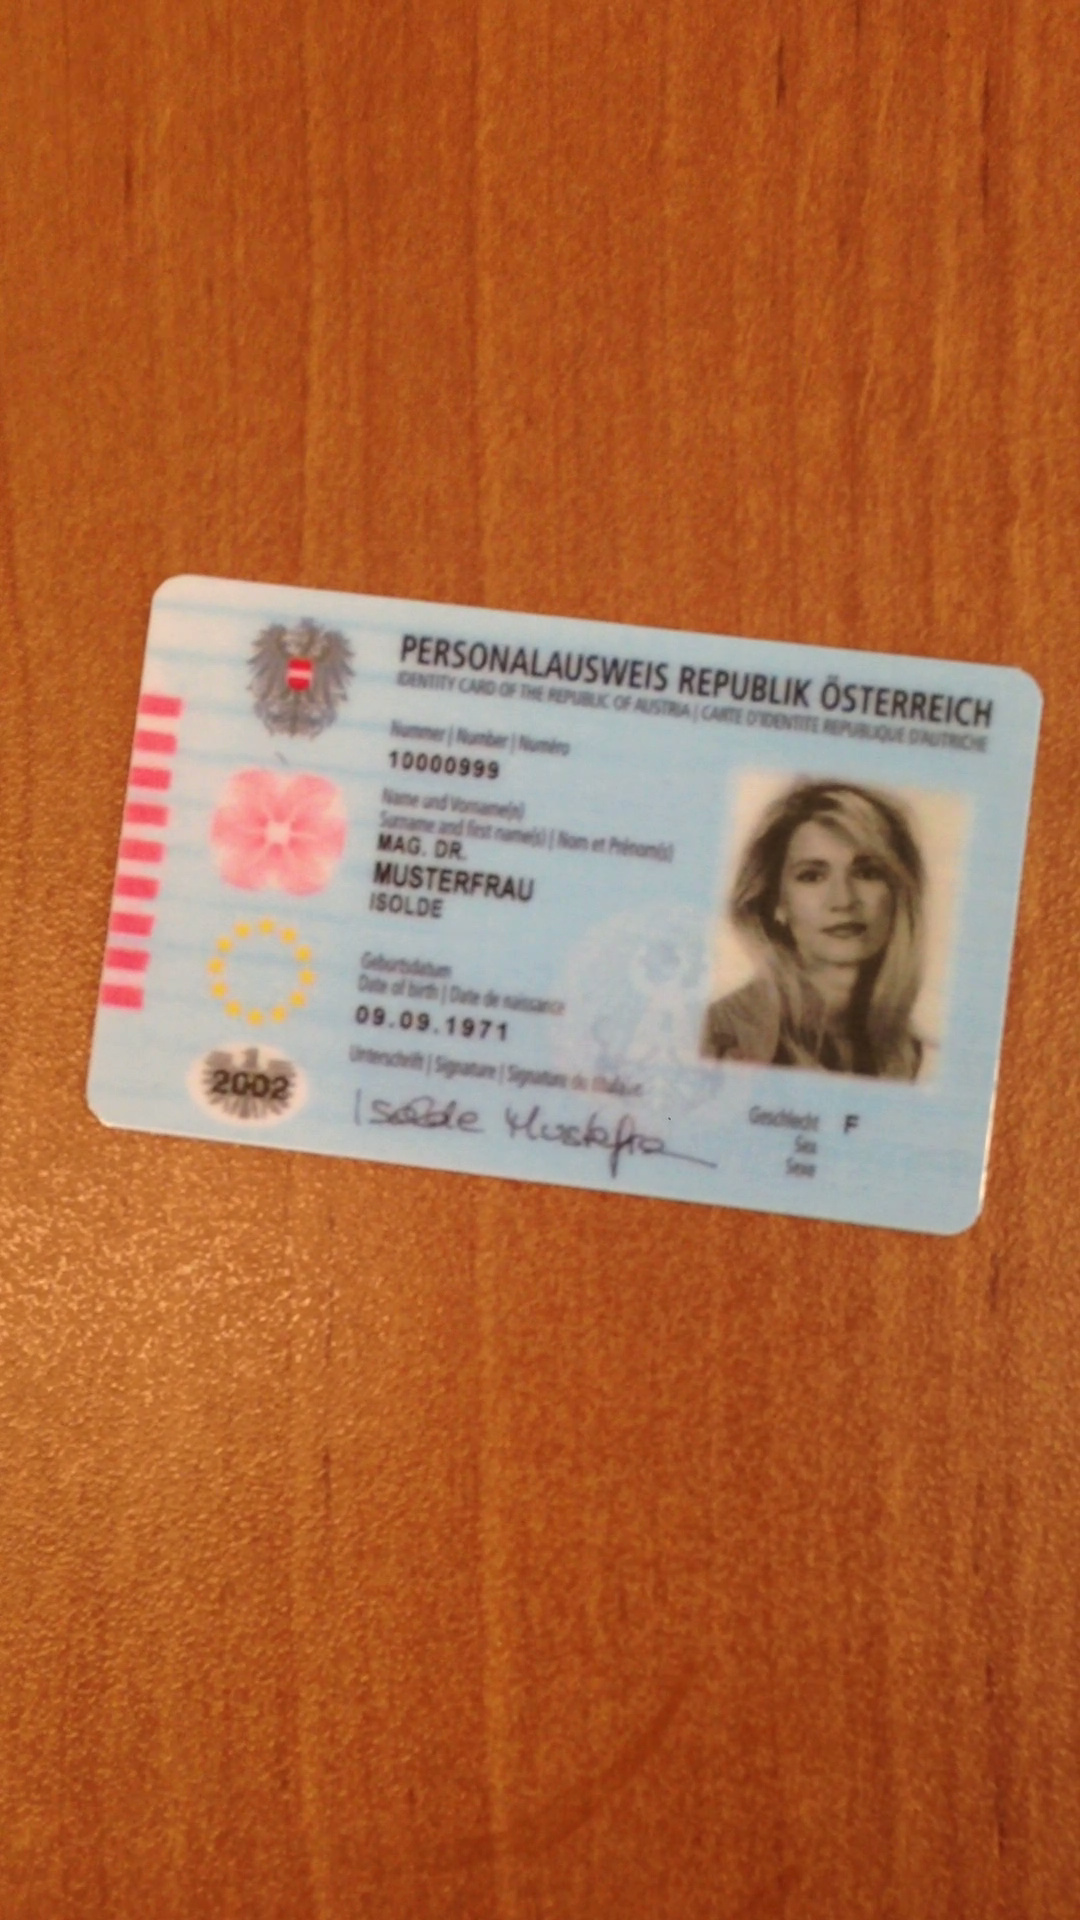 PERSONALAUSWEIS REPUBLIK ÖSTERREICH
IDENTITY CARD OF THE REPUBLIC OF AUSTRIA | CARTE D'IDENTITE REPUBLIQUE D'AUTRICHE
Nummer | Number | Numéro
10000999
Name und Vorname(n)
Surname and first name(s) | Nom et Prénom(s)
MAG. DR.
MUSTERFRAU
ISOLDE
Geburtsdatum
Date of birth | Date de naissance
09.09.1971
Unterschrift | Signature | Signature du titulaire
Isolde Musterfrau
2002
Geschlecht F
Sex
Sexe